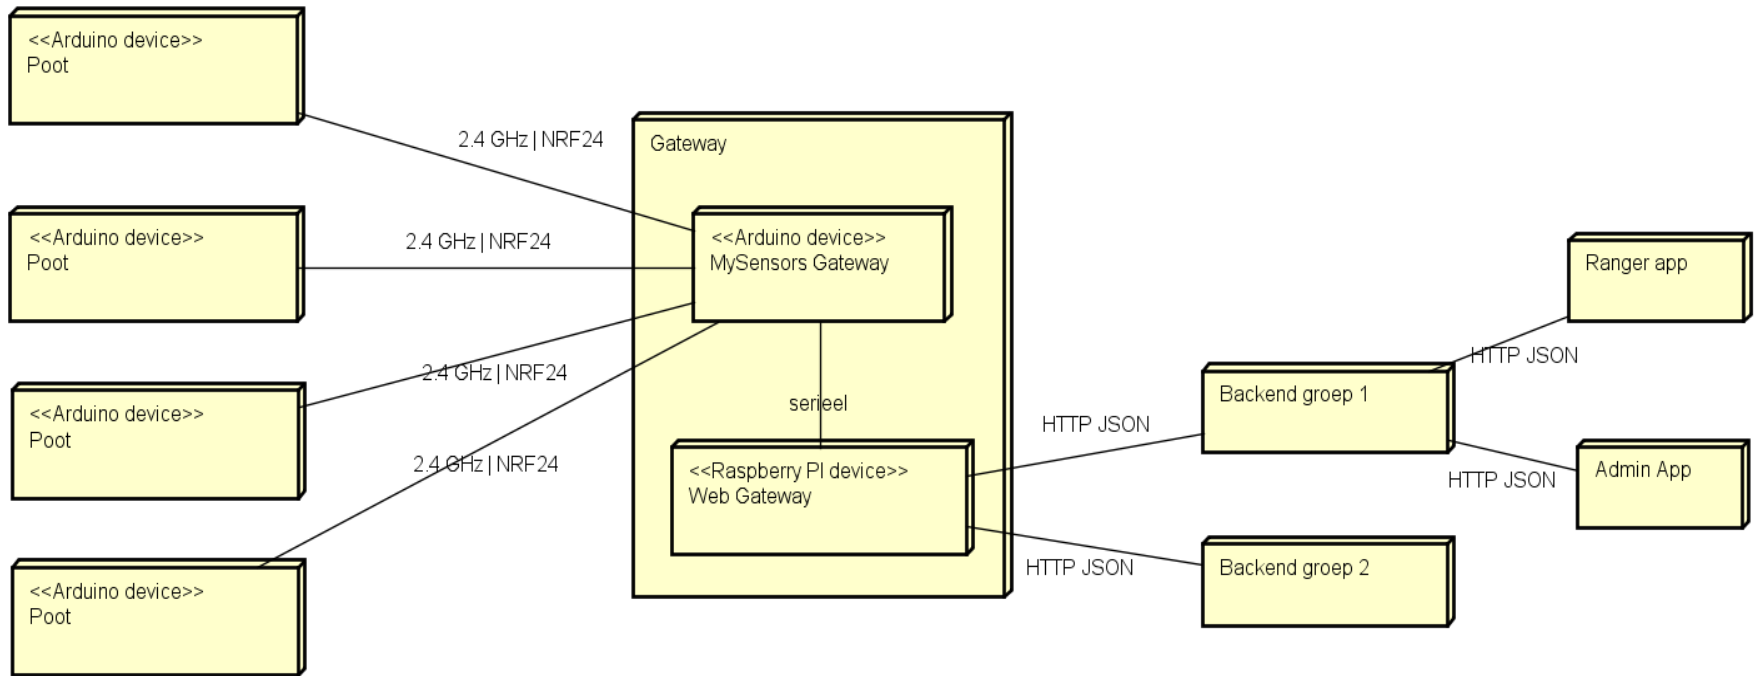 <<Arduino device>>
Poot
2.4 GHz | NRF24
<<Arduino device>>
Poot
2.4 GHz | NRF24
<<Arduino device>>
Poot
2.4 GHz | NRF24
<<Arduino device>>
Poot
2.4 GHz | NRF24
Gateway
<<Arduino device>>
MySensors Gateway
serieel
<<Raspberry PI device>>
Web Gateway
HTTP JSON
HTTP JSON
Backend groep 1
Backend groep 2
HTTP JSON
HTTP JSON
Ranger app
Admin App